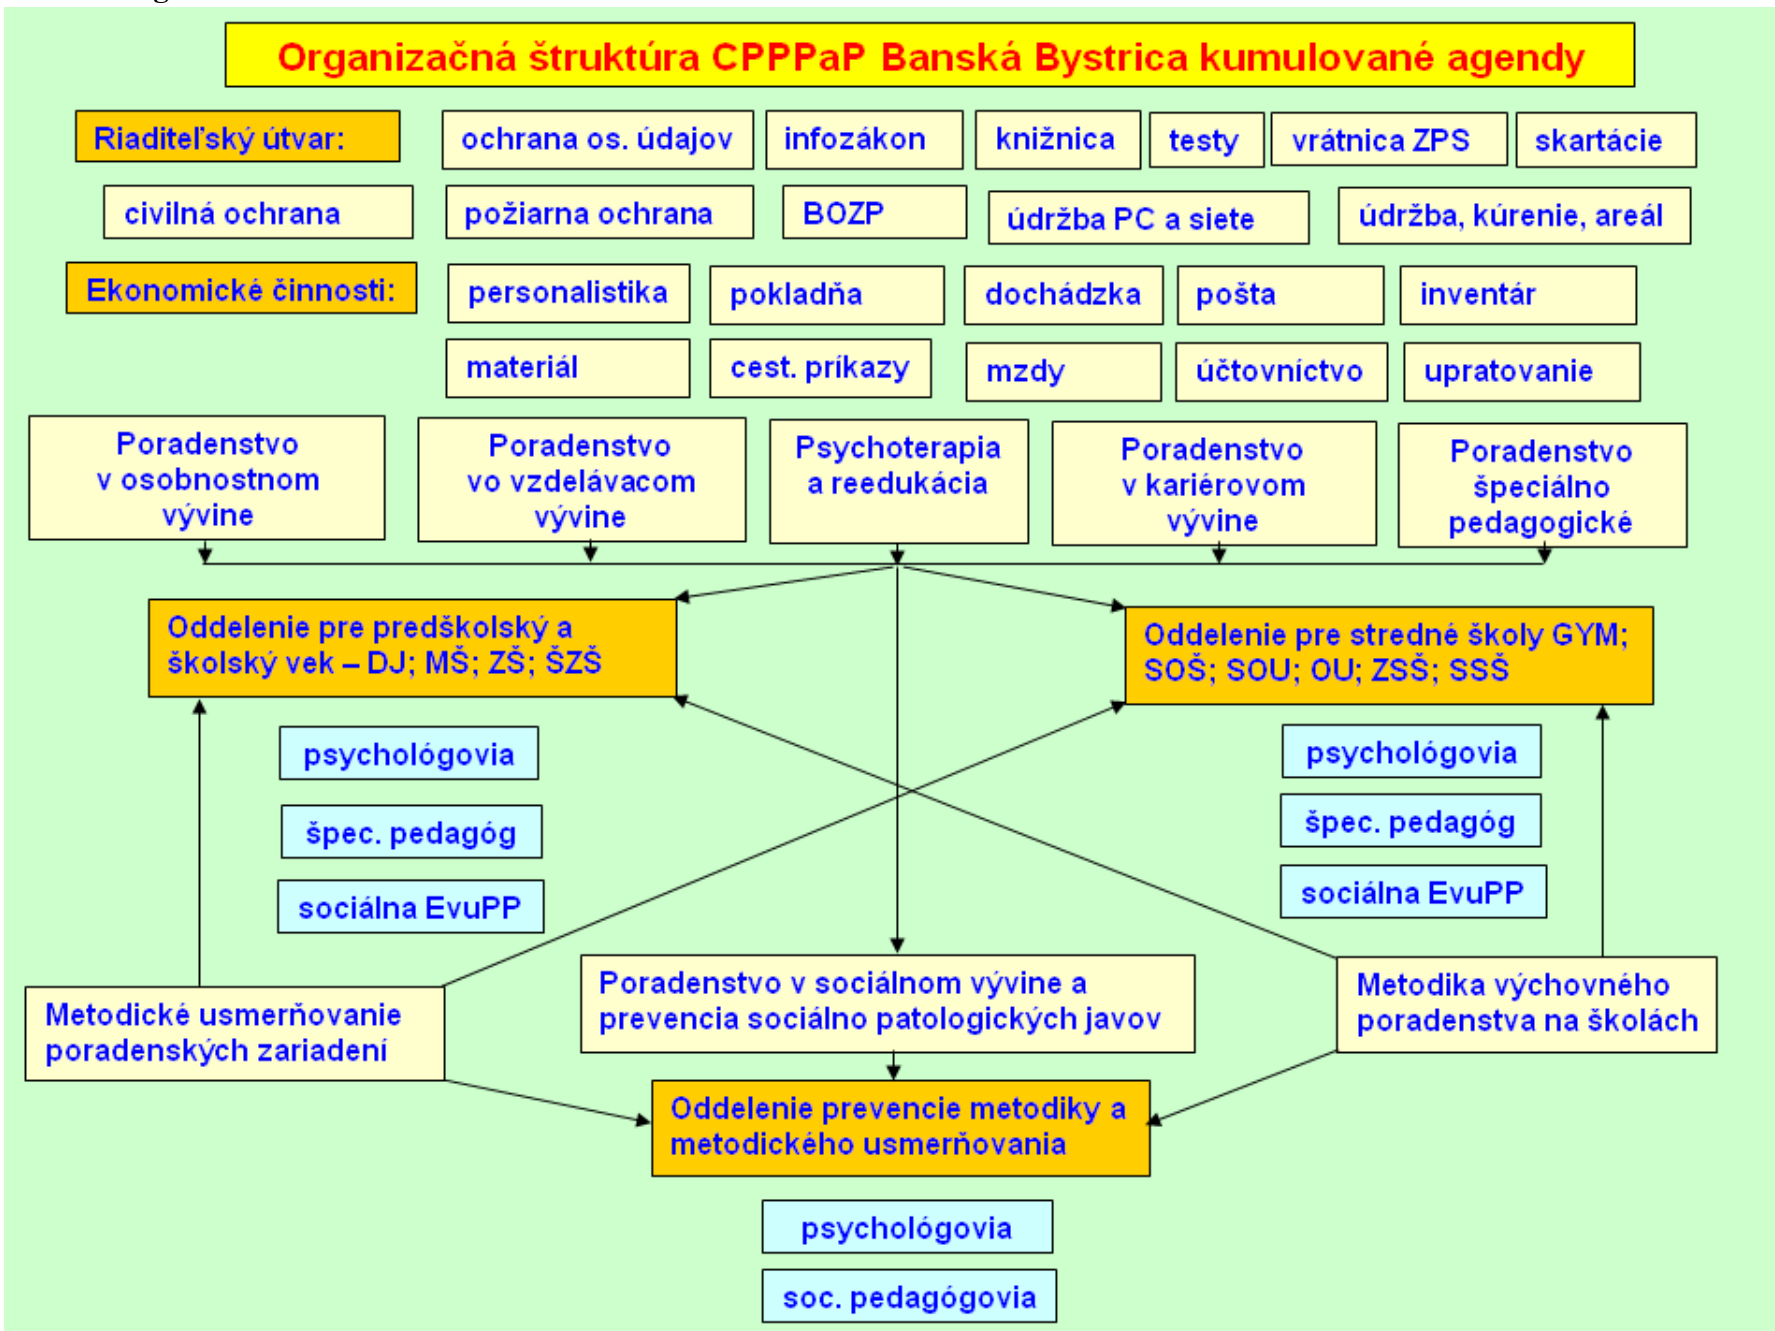 Organizačná štruktúra CPPPaP Banská Bystrica kumulované agendy
Riaditeľský útvar:
ochrana os. údajov
infozákon
knižnica
testy
vrátnica ZPS
skartácie
civilná ochrana
požiarna ochrana
BOZP
údržba PC a siete
údržba, kúrenie, areál
Ekonomické činnosti:
personalistika
pokladňa
dochádzka
pošta
inventár
materiál
cest. príkazy
mzdy
účtovníctvo
upratovanie
Poradenstvo
v osobnostnom
vývine
Poradenstvo
vo vzdelávacom
vývine
Psychoterapia
a reedukácia
Poradenstvo
v kariérovom
vývine
Poradenstvo
špeciálno
pedagogické
Oddelenie pre predškolský a
školský vek – DJ; MŠ; ZŠ; ŠZŠ
Oddelenie pre stredné školy GYM;
SOŠ; SOU; OU; ZSŠ; SSŠ
psychológovia
špec. pedagóg
sociálna EvuPP
psychológovia
špec. pedagóg
sociálna EvuPP
Metodické usmerňovanie
poradenských zariadení
Poradenstvo v sociálnom vývine a
prevencia sociálno patologických javov
Metodika výchovného
poradenstva na školách
Oddelenie prevencie metodiky a
metodického usmerňovania
psychológovia
soc. pedagógovia